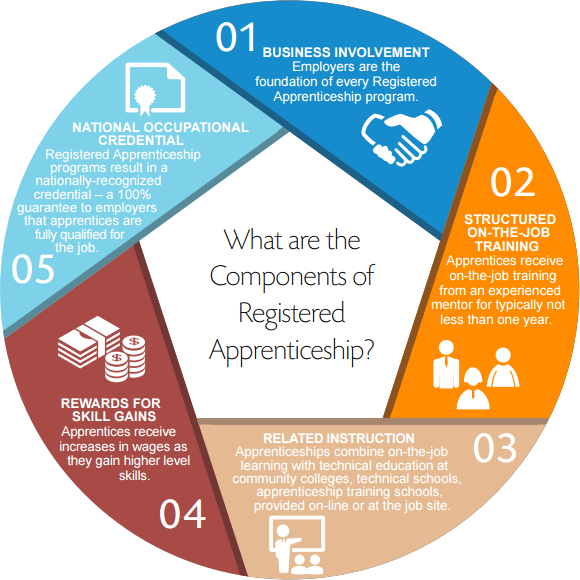 What are the
Components of
Registered
Apprenticeship?
01
BUSINESS INVOLVEMENT
Employers are the
foundation of every Registered
Apprenticeship program.
02
STRUCTURED
ON-THE-JOB
TRAINING
Apprentices receive
on-the-job training
from an experienced
mentor for typically not
less than one year.
03
RELATED INSTRUCTION
Apprenticeships combine on-the-job
learning with technical education at
community colleges, technical schools,
apprenticeship training schools,
provided on-line or at the job site.
04
REWARDS FOR
SKILL GAINS
Apprentices receive
increases in wages as
they gain higher level
skills.
05
NATIONAL OCCUPATIONAL
CREDENTIAL
Registered Apprenticeship
programs result in a
nationally-recognized
credential – a 100%
guarantee to employers
that apprentices are
fully qualified for
the job.
$
$
$